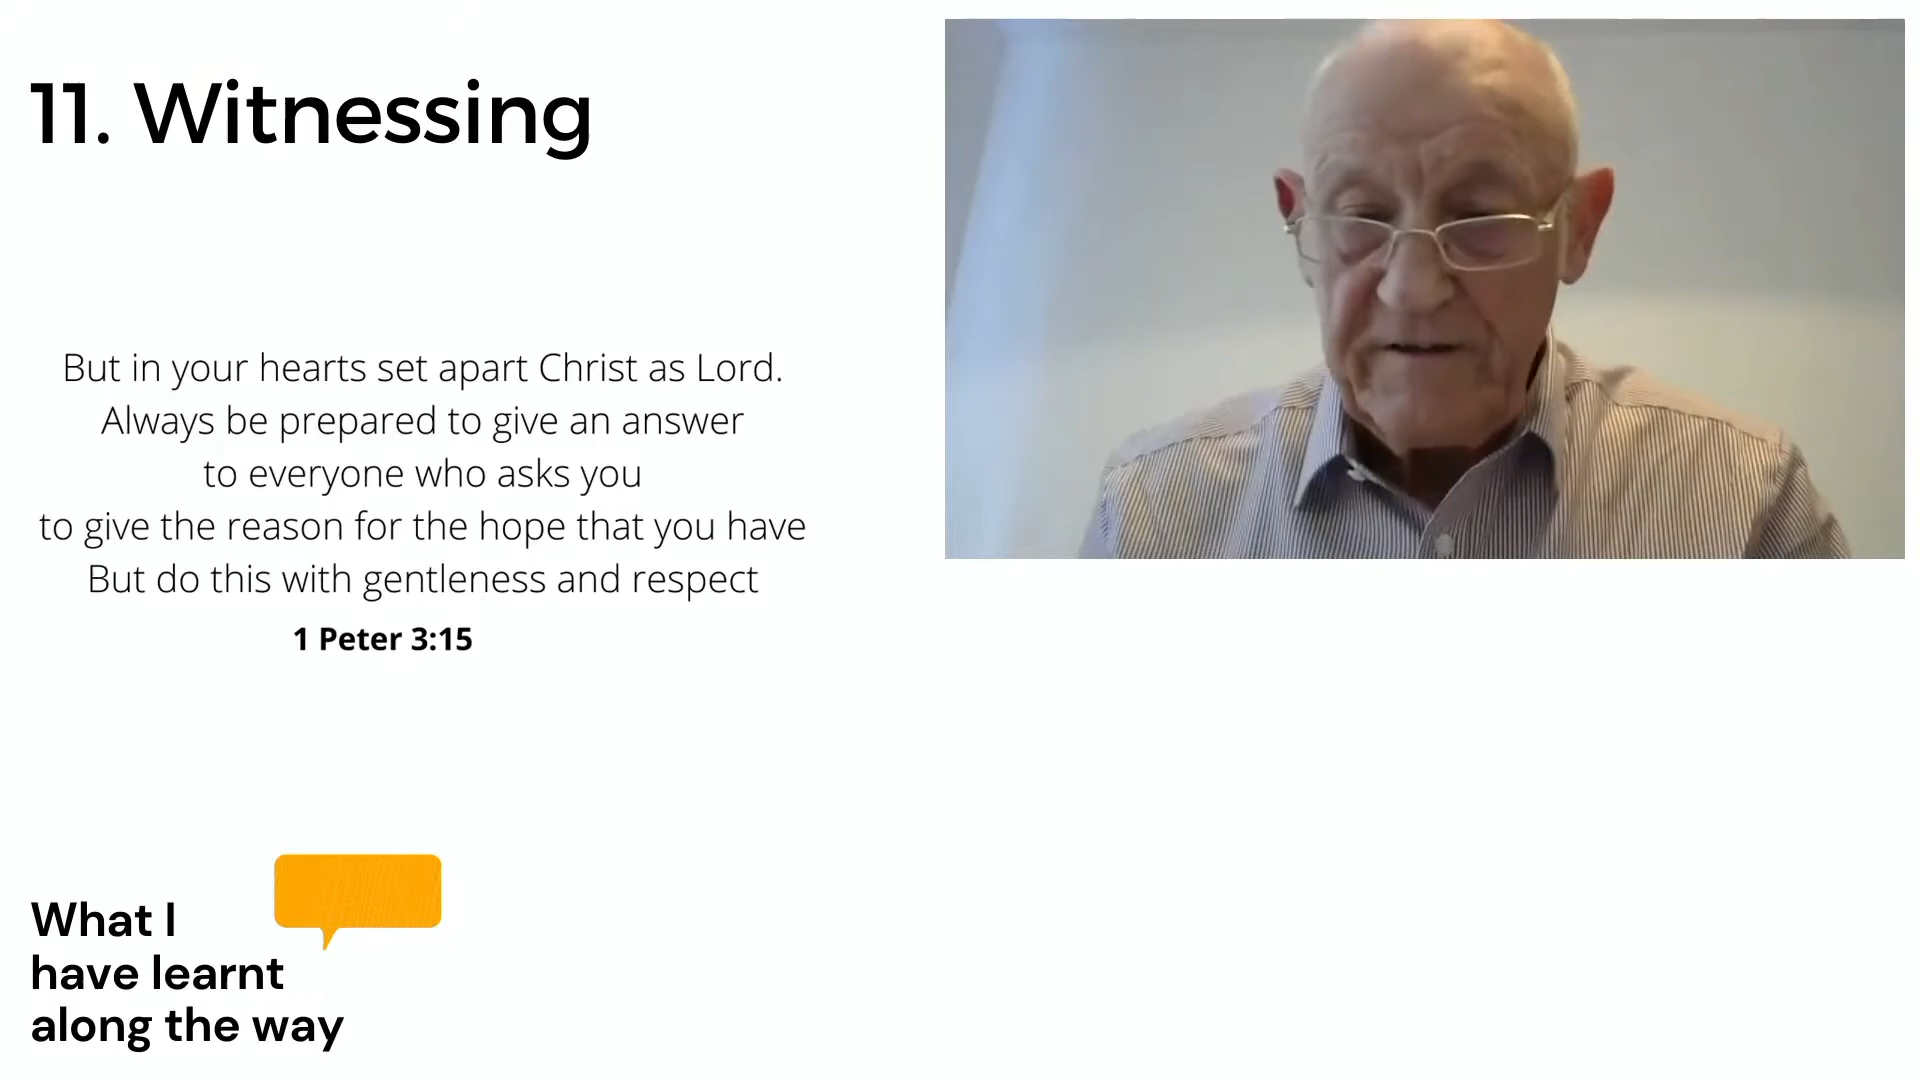 11. Witnessing
But in your hearts set apart Christ as Lord.
Always be prepared to give an answer
to everyone who asks you
to give the reason for the hope that you have
But do this with gentleness and respect
1 Peter 3:15
What I
have learnt
along the way